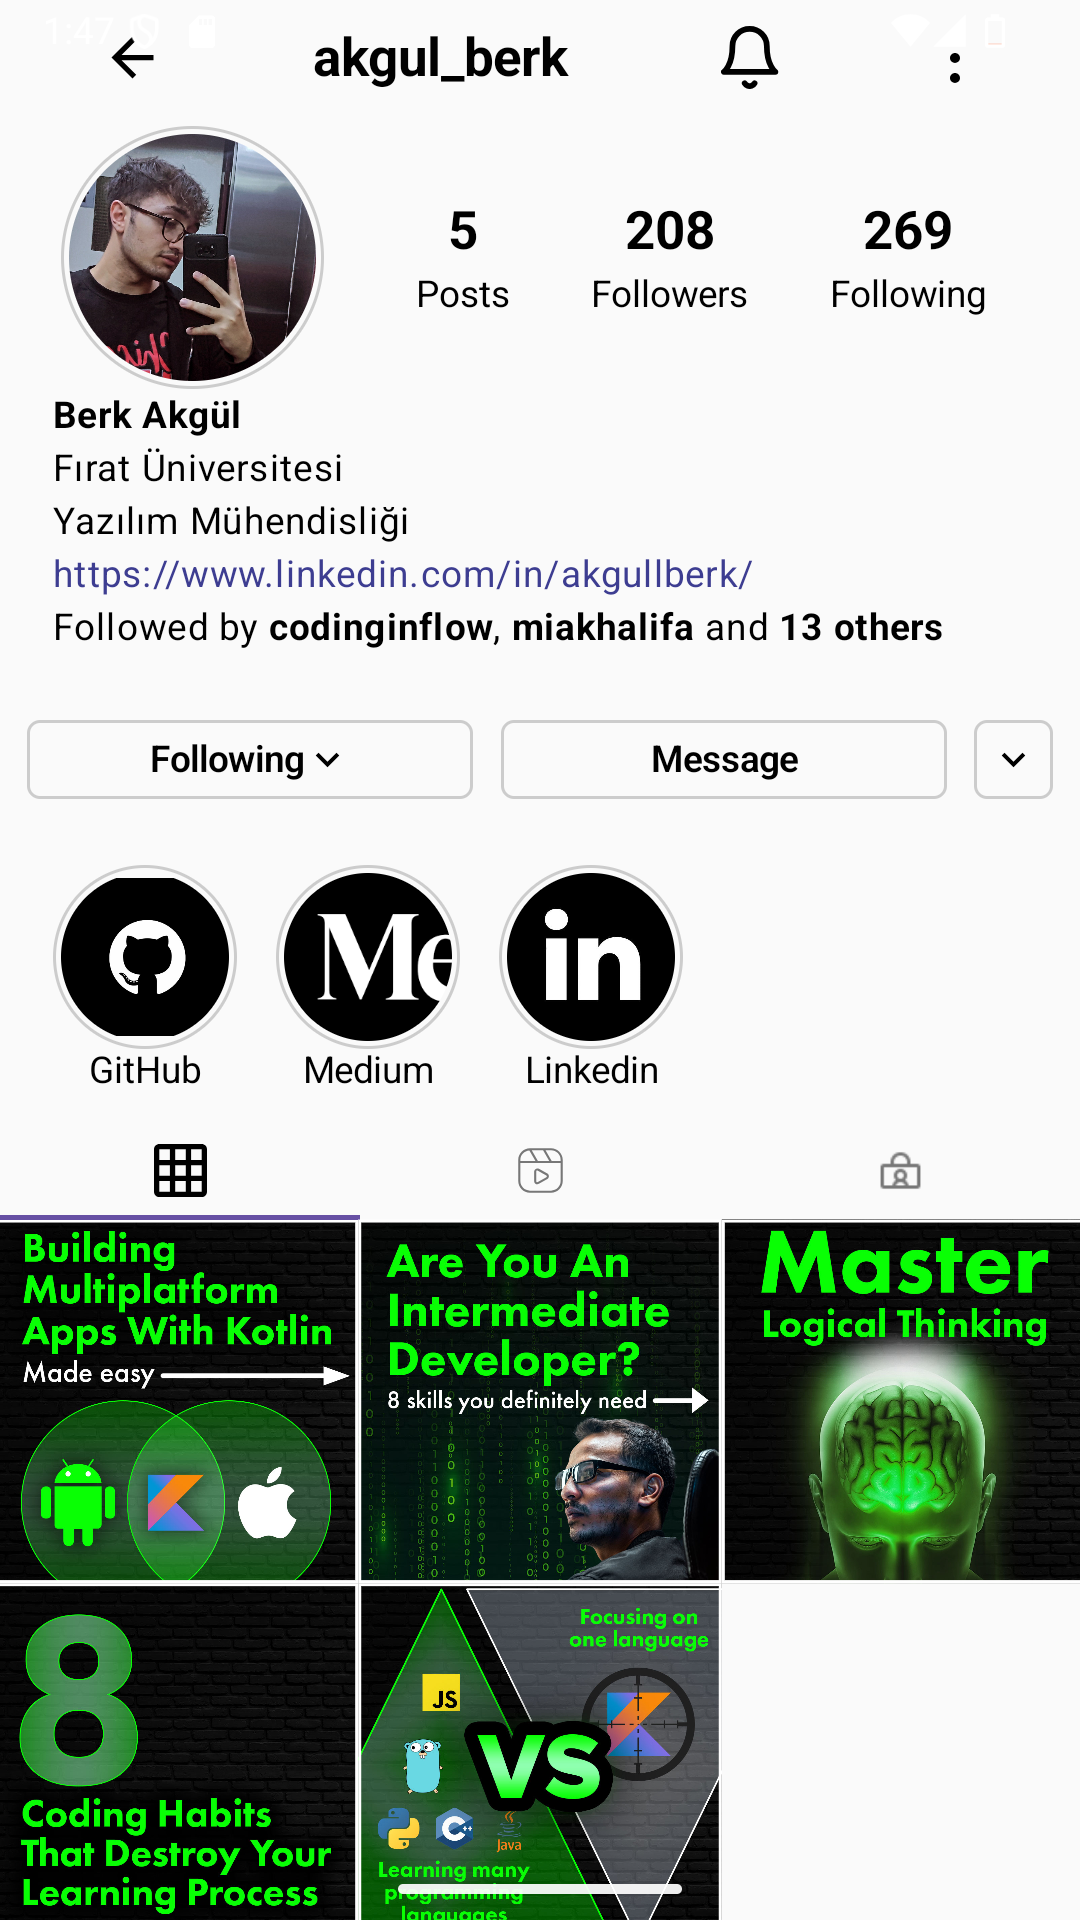 1:47
akgul_berk
5
208
269
Posts
Followers
Following
Berk Akgül
Fırat Üniversitesi
Yazılım Mühendisliği
https://www.linkedin.com/in/akgullberk/
Followed by codinginflow, miakhalifa and 13 others
Following
Message
Me
in
GitHub
Medium
Linkedin
Building
Multiplatform
Apps With Kotlin
Made easy
Are You An
Intermediate
Developer?
8 skills you definitely need
Master
Logical Thinking
8
Coding Habits
That Destroy Your
Learning Process
Focusing on
one language
JS
VS
C++
Java
Learning many
programming
languages